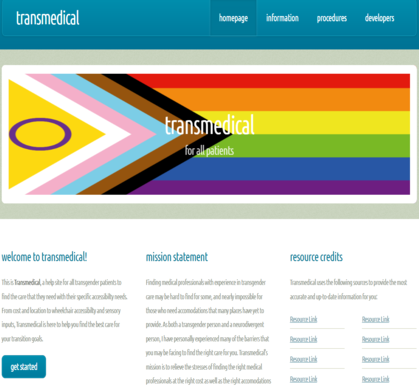 transmedical
homepage
information
procedures
developers
transmedical
for all patients
welcome to transmedical!
This is Transmedical, a help site for all transgender patients to
find the care that they need with their specific accessibility needs.
From cost and location to wheelchair accessibilty and sensory
inputs, Transmedical is here to help you find the best care for
your transition-goals.
get started
mission statement
Finding medical professionals with experience in transgender
care may be hard to find for some, and nearly impossible for
those who need accomodations that many places have yet to
provide. As both a transgender person and a neurodivergent
person, I have personally experienced many of the barriers that
you may be facing to find the right care for you. Transmedical's
mission is to relieve the stresses of finding the right medical
professionals at the right cost as well as the right accomodations
resource credits
Transmedical uses the following sources to provide the most
accurate and up-to-date information for you:
Resource Link
Resource Link
Resource Link
Resource Link
Resource Link
Resource Link
Resource Link
Resource Link